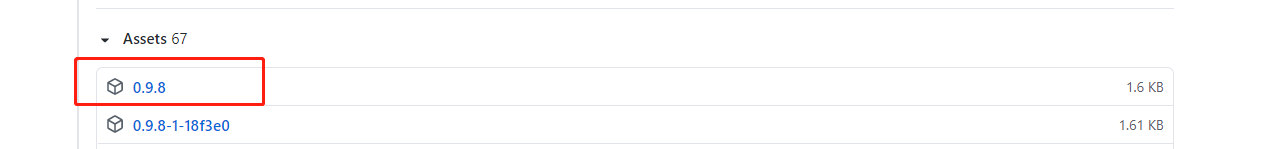 Assets 67
0.9.8 1.6 KB
0.9.8-1-18f3e0 1.61 KB